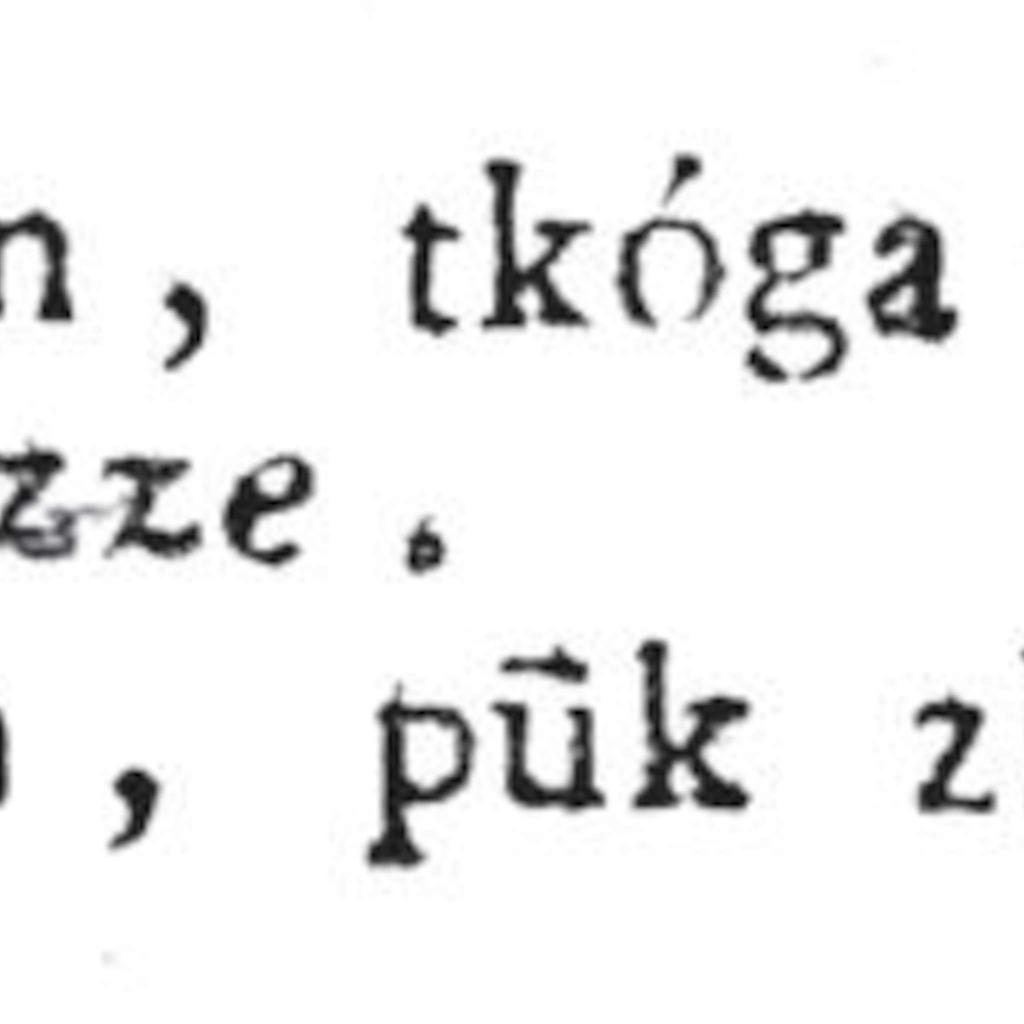 n, tkóga
zze.
, pūk z